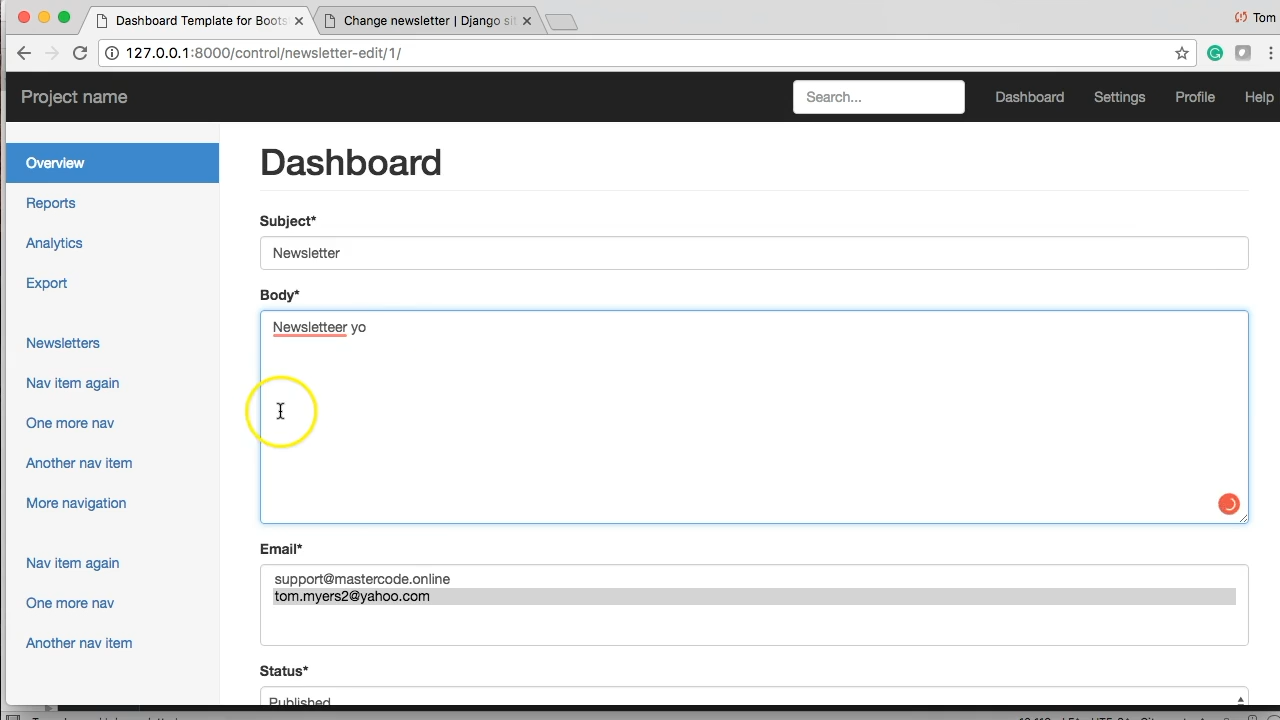 Dashboard Template for Boots
Change newsletter | Django sit
Tom
127.0.0.1:8000/control/newsletter-edit/1/
Project name
Search...
Dashboard
Settings
Profile
Help
Overview
Reports
Analytics
Export
Newsletters
Nav item again
One more nav
Another nav item
More navigation
Nav item again
One more nav
Another nav item
Dashboard
Subject*
Newsletter
Body*
Newsletteer yo
Email*
support@mastercode.online
tom.myers2@yahoo.com
Status*
Published